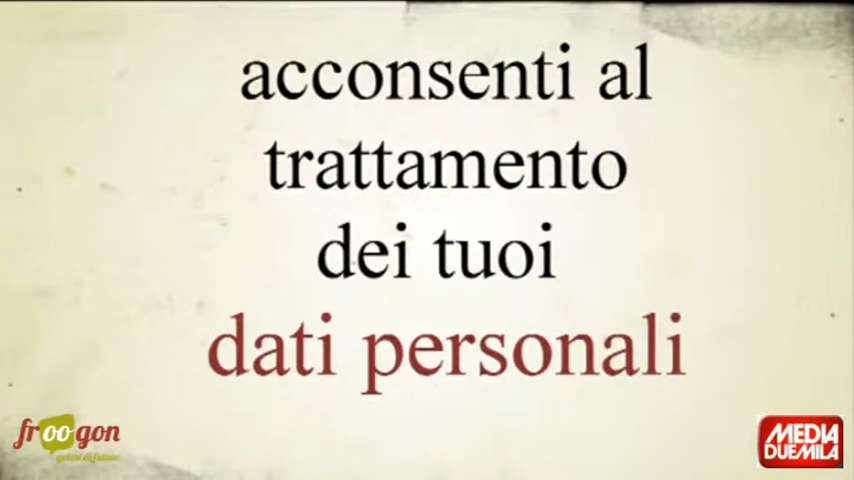 acconsenti al
trattamento
dei tuoi
dati personali
froogon
MEDIA
DUEMILA